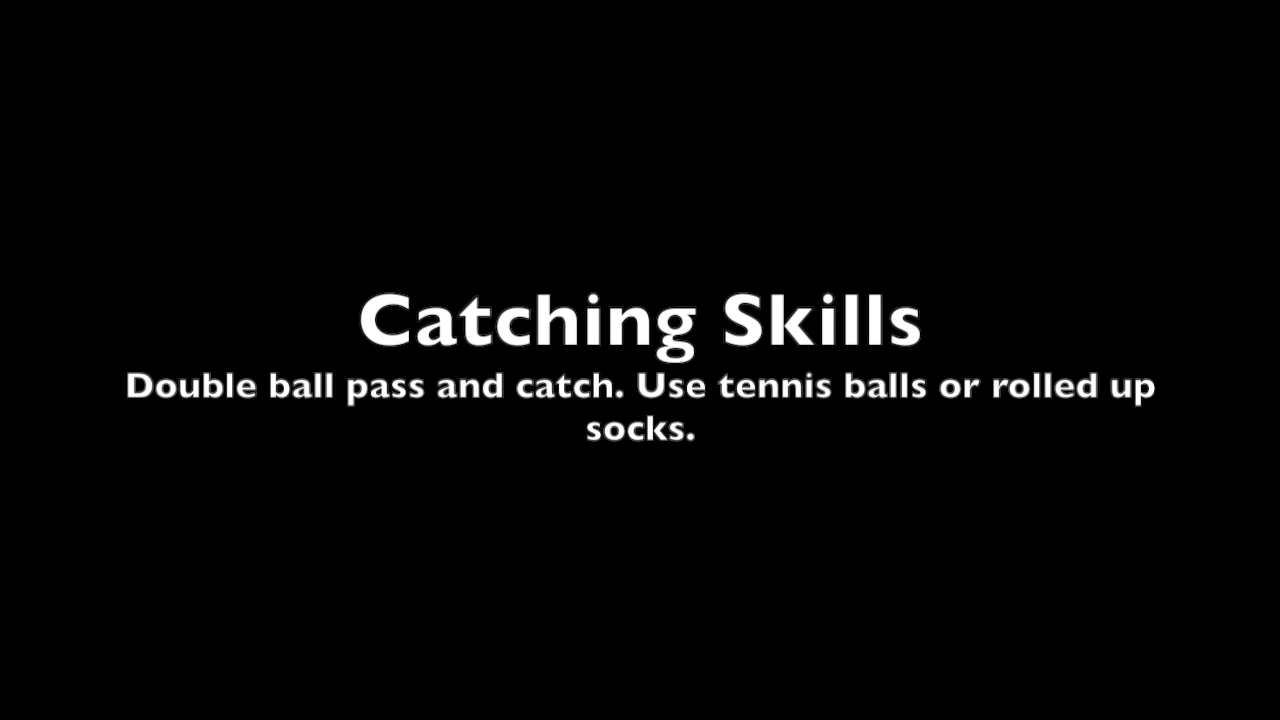 Catching Skills
Double ball pass and catch. Use tennis balls or rolled up
socks.